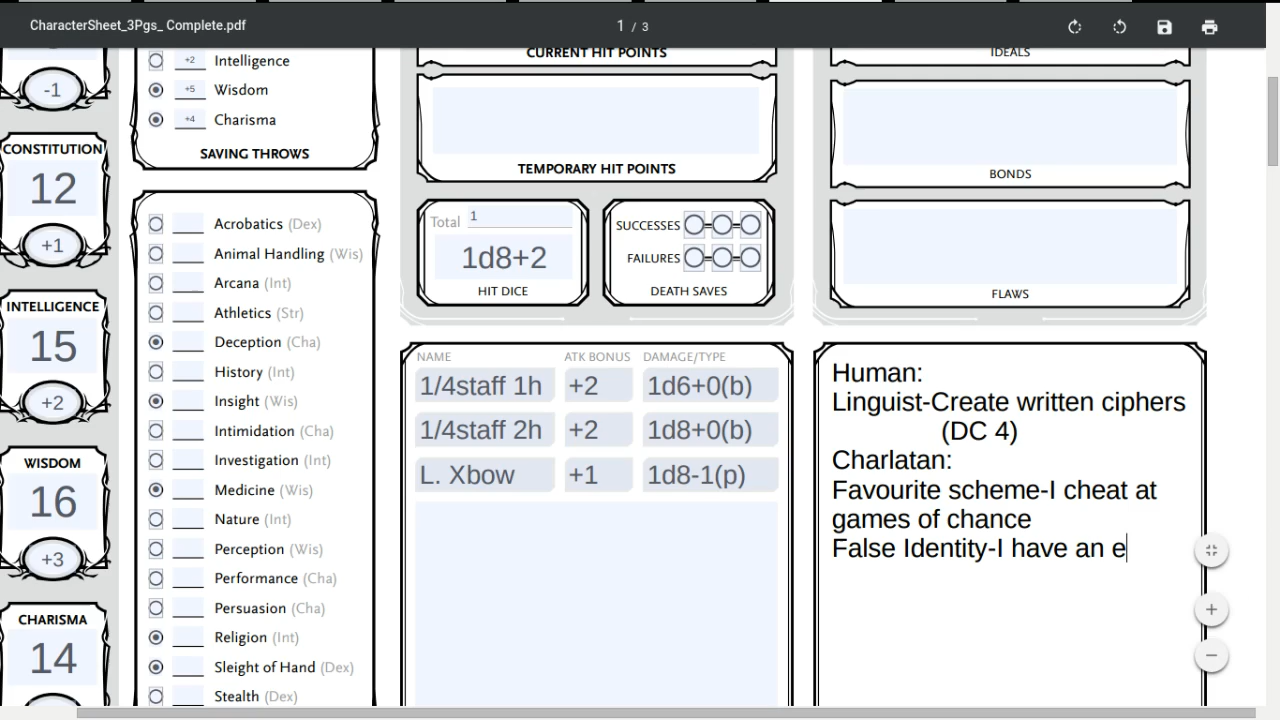 CharacterSheet_3Pgs_ Complete.pdf
1 / 3
-1
CONSTITUTION
12
+1
INTELLIGENCE
15
+2
WISDOM
16
+3
CHARISMA
14
+2 Intelligence
+5 Wisdom
+4 Charisma
SAVING THROWS
Acrobatics (Dex)
Animal Handling (Wis)
Arcana (Int)
Athletics (Str)
Deception (Cha)
History (Int)
Insight (Wis)
Intimidation (Cha)
Investigation (Int)
Medicine (Wis)
Nature (Int)
Perception (Wis)
Performance (Cha)
Persuasion (Cha)
Religion (Int)
Sleight of Hand (Dex)
Stealth (Dex)
CURRENT HIT POINTS
TEMPORARY HIT POINTS
Total 1
1d8+2
HIT DICE
SUCCESSES
FAILURES
DEATH SAVES
NAME ATK BONUS DAMAGE/TYPE
1/4staff 1h +2 1d6+0(b)
1/4staff 2h +2 1d8+0(b)
L. Xbow +1 1d8-1(p)
IDEALS
BONDS
FLAWS
Human:
Linguist-Create written ciphers
(DC 4)
Charlatan:
Favourite scheme-I cheat at
games of chance
False Identity-I have an e